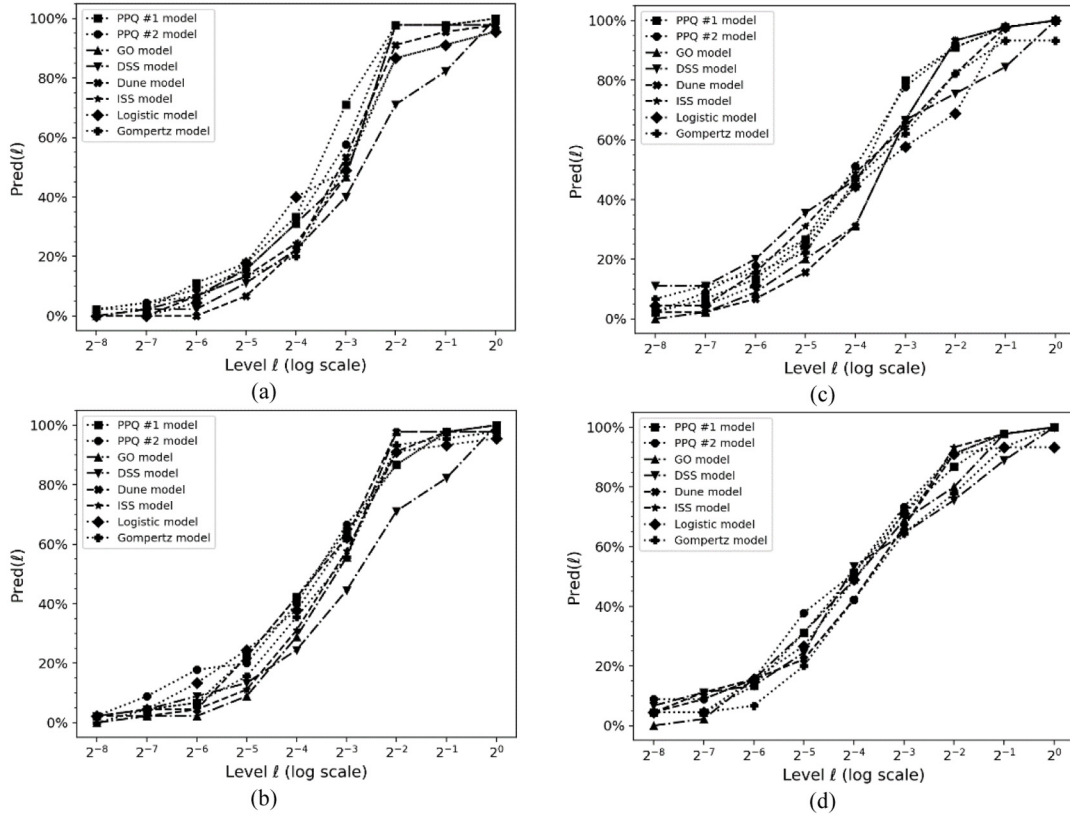 100%
80%
60%
40%
20%
0%
Pred(ℓ)
PPQ #1 model
PPQ #2 model
GO model
DSS model
Dune model
ISS model
Logistic model
Gompertz model
2⁻⁸ 2⁻⁷ 2⁻⁶ 2⁻⁵ 2⁻⁴ 2⁻³ 2⁻² 2⁻¹ 2⁰
Level ℓ (log scale)
(a)
100%
80%
60%
40%
20%
0%
Pred(ℓ)
PPQ #1 model
PPQ #2 model
GO model
DSS model
Dune model
ISS model
Logistic model
Gompertz model
2⁻⁸ 2⁻⁷ 2⁻⁶ 2⁻⁵ 2⁻⁴ 2⁻³ 2⁻² 2⁻¹ 2⁰
Level ℓ (log scale)
(c)
100%
80%
60%
40%
20%
0%
Pred(ℓ)
PPQ #1 model
PPQ #2 model
GO model
DSS model
Dune model
ISS model
Logistic model
Gompertz model
2⁻⁸ 2⁻⁷ 2⁻⁶ 2⁻⁵ 2⁻⁴ 2⁻³ 2⁻² 2⁻¹ 2⁰
Level ℓ (log scale)
(b)
100%
80%
60%
40%
20%
0%
Pred(ℓ)
PPQ #1 model
PPQ #2 model
GO model
DSS model
Dune model
ISS model
Logistic model
Gompertz model
2⁻⁸ 2⁻⁷ 2⁻⁶ 2⁻⁵ 2⁻⁴ 2⁻³ 2⁻² 2⁻¹ 2⁰
Level ℓ (log scale)
(d)